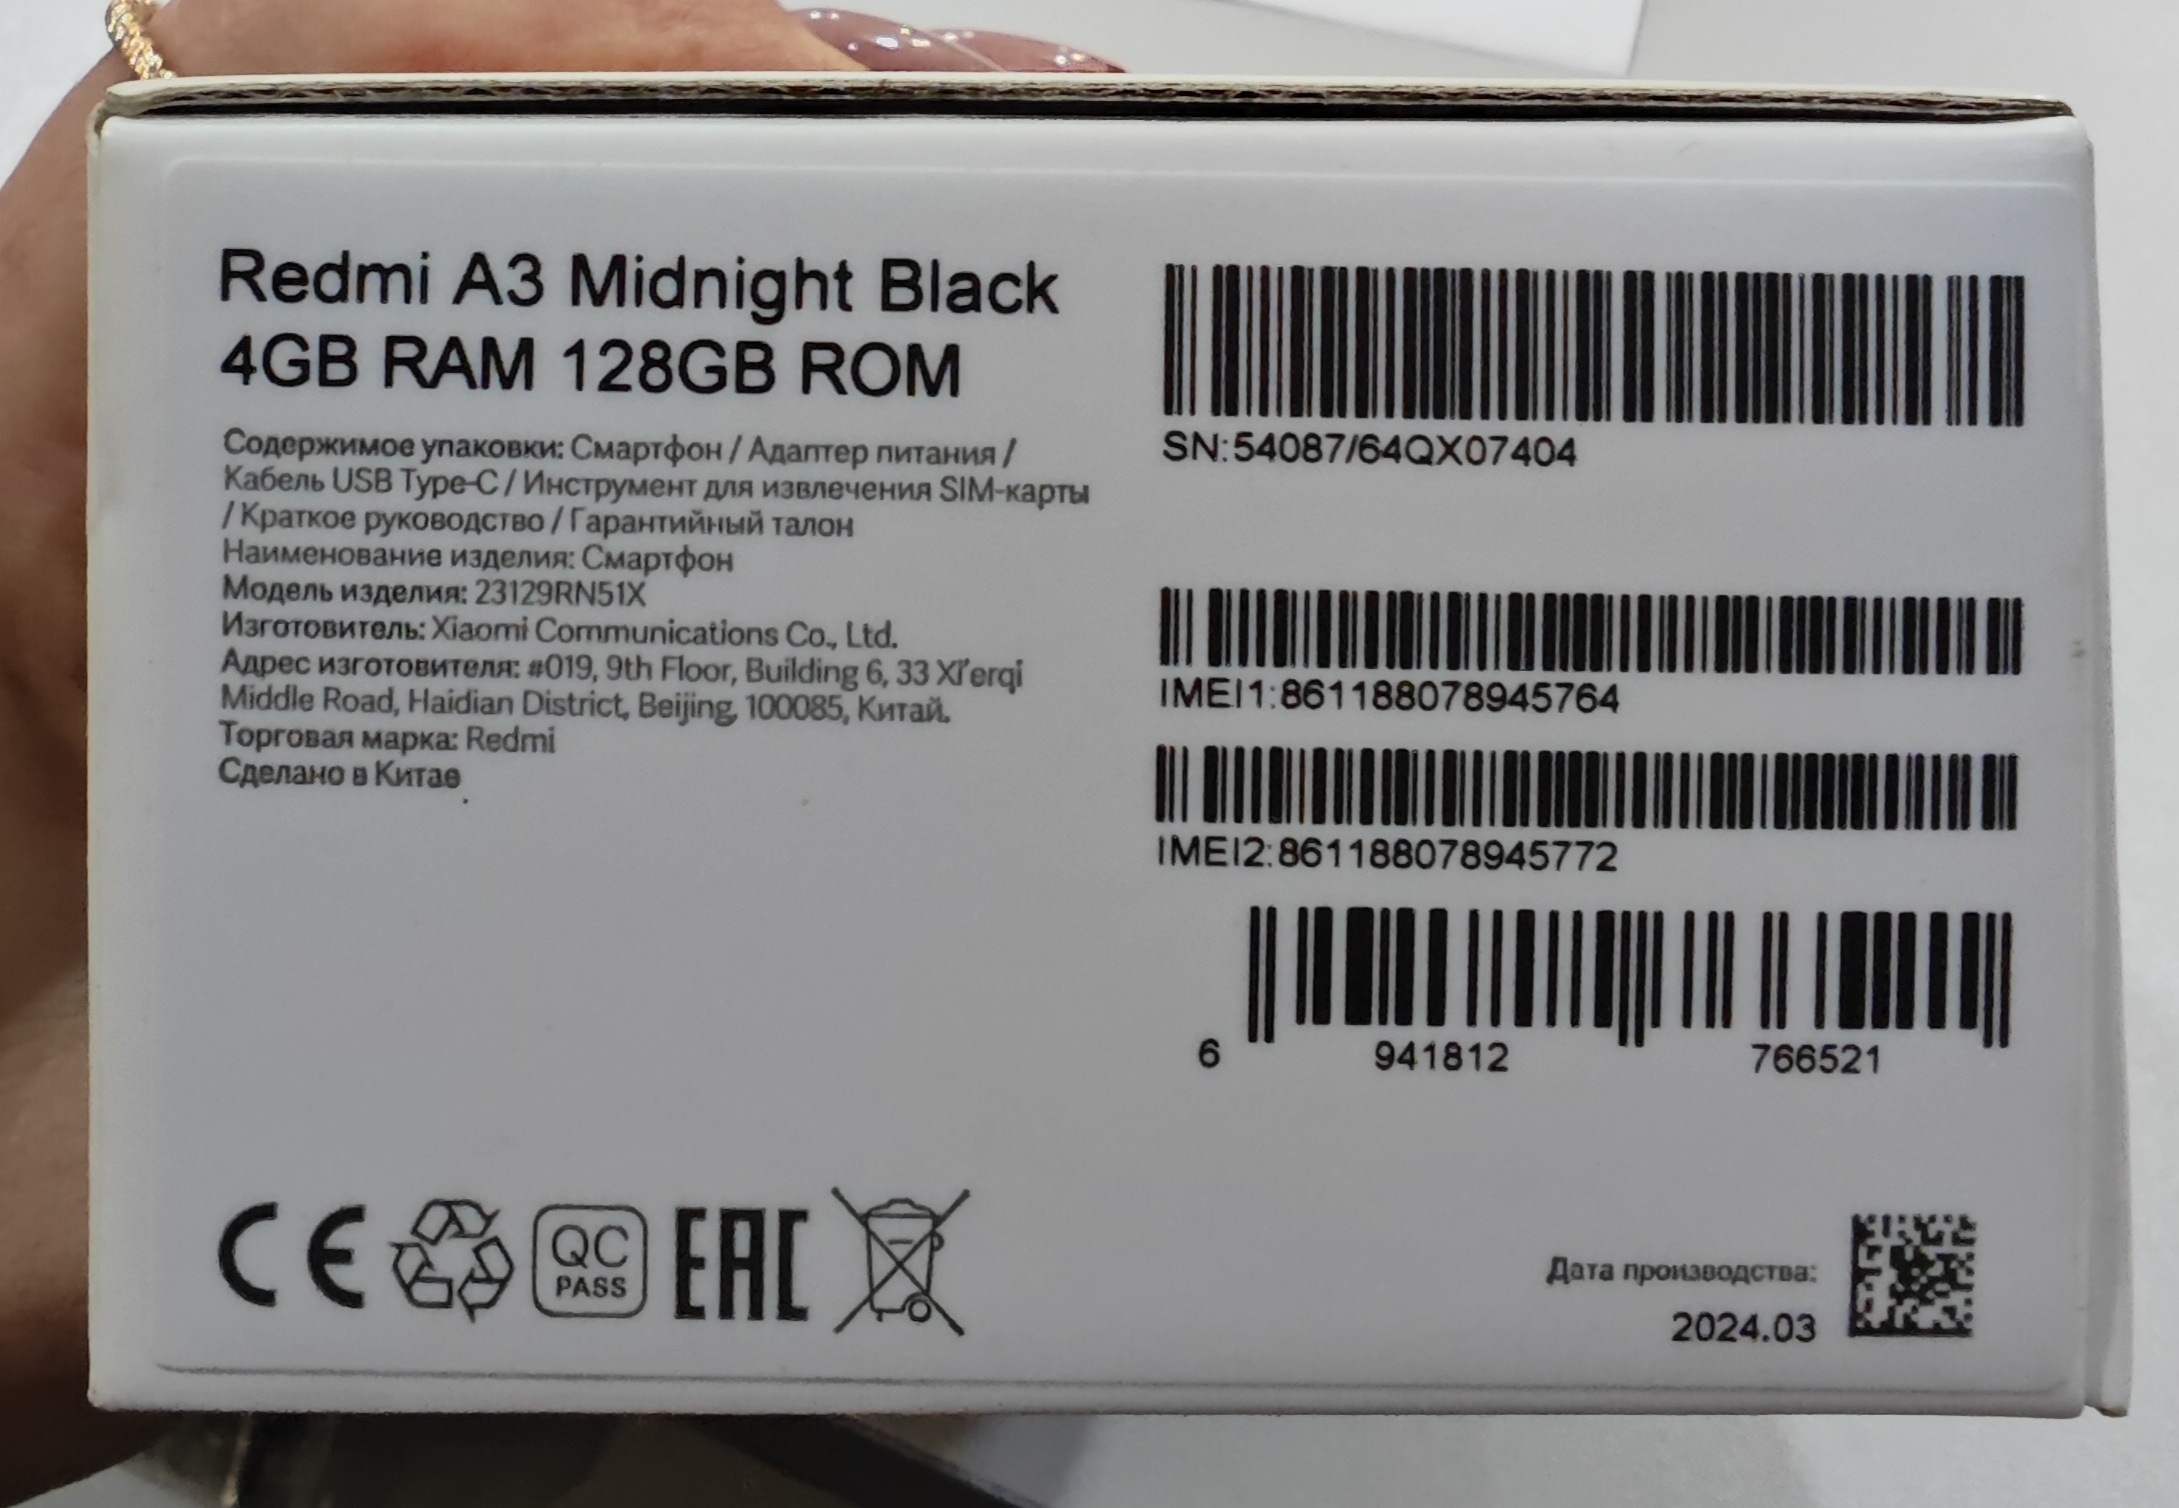 Redmi A3 Midnight Black
4GB RAM 128GB ROM
Содержимое упаковки: Смартфон / Адаптер питания /
Кабель USB Type-C / Инструмент для извлечения SIM-карты
/ Краткое руководство / Гарантийный талон
Наименование изделия: Смартфон
Модель изделия: 23129RN51X
Изготовитель: Xiaomi Communications Co., Ltd.
Адрес изготовителя: #019, 9th Floor, Building 6, 33 Xi'erqi
Middle Road, Haidian District, Beijing, 100085, Китай.
Торговая марка: Redmi
Сделано в Китае
SN:54087/64QX07404
IMEI1:861188078945764
IMEI2:861188078945772
6 941812 766521
CE
QC
PASS
EAC
Дата производства:
2024.03